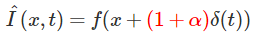 Î(x,t) = f(x + (1 + α)δ(t))